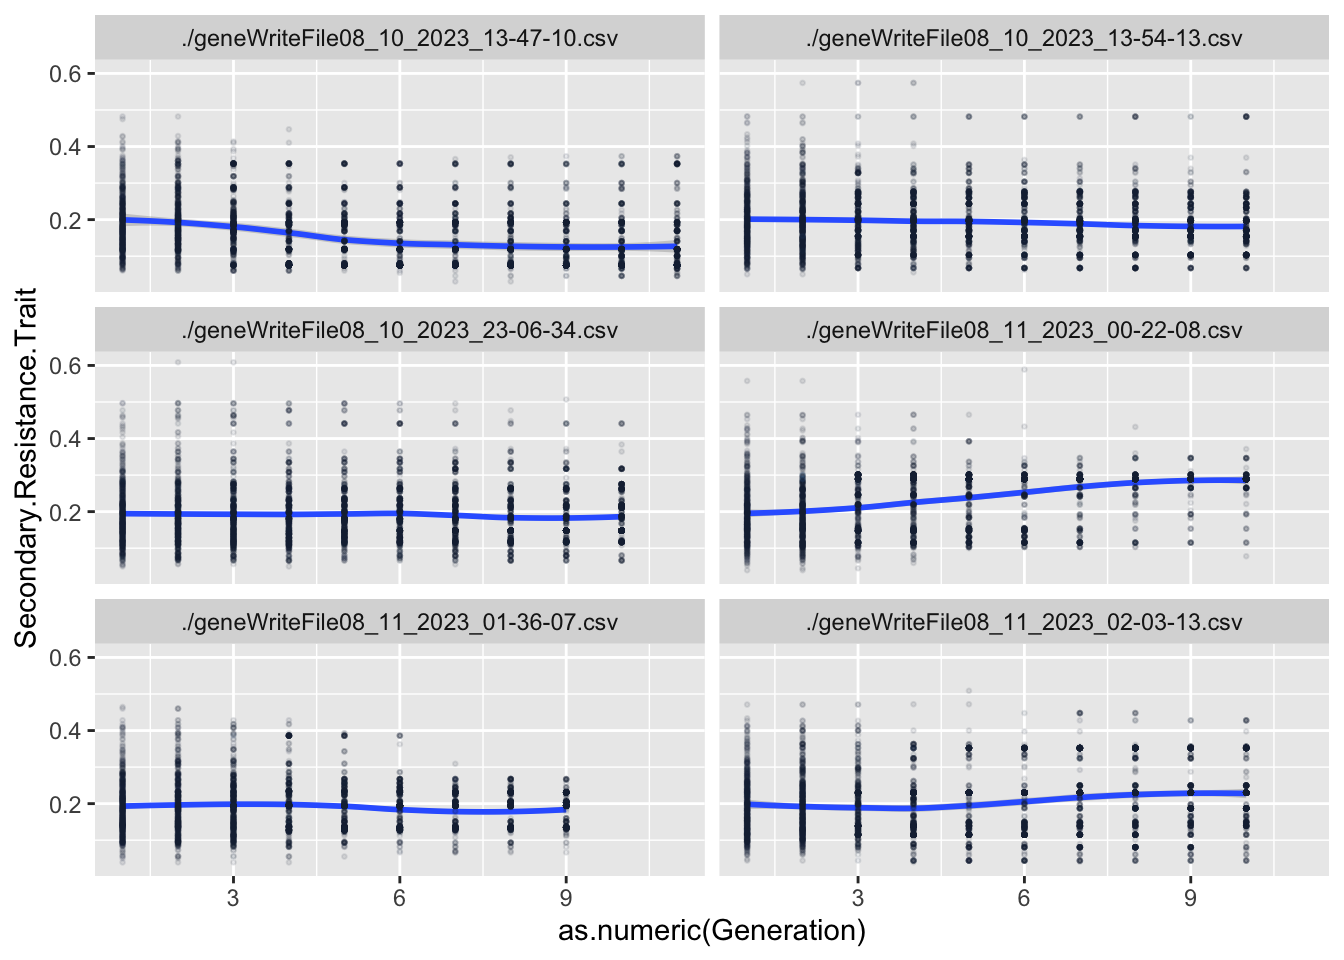 ./geneWriteFile08_10_2023_13-47-10.csv
./geneWriteFile08_10_2023_13-54-13.csv
0.6
0.4
0.2
./geneWriteFile08_10_2023_23-06-34.csv
./geneWriteFile08_11_2023_00-22-08.csv
0.6
0.4
0.2
Secondary.Resistance.Trait
./geneWriteFile08_11_2023_01-36-07.csv
./geneWriteFile08_11_2023_02-03-13.csv
0.6
0.4
0.2
3 6 9 3 6 9
as.numeric(Generation)